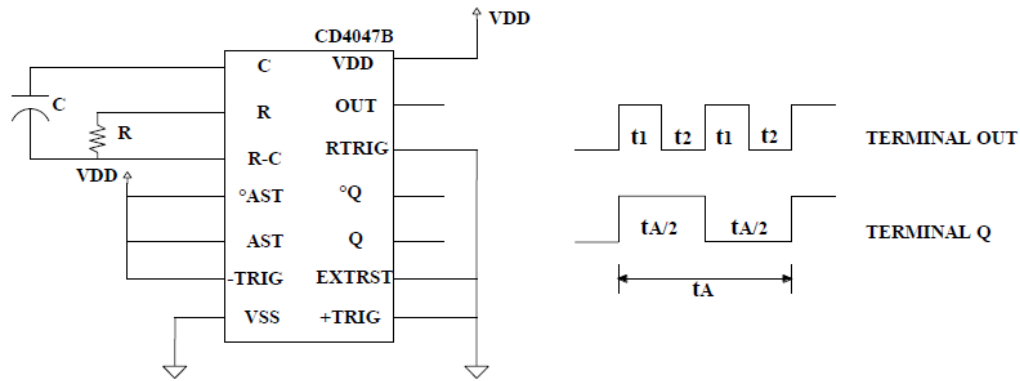 CD4047B
VDD
C
C
VDD
R
OUT
R
R-C
RTRIG
VDD
°AST
°Q
AST
Q
-TRIG
EXTRST
VSS
+TRIG
t1
t2
t1
t2
TERMINAL OUT
tA/2
tA/2
TERMINAL Q
tA